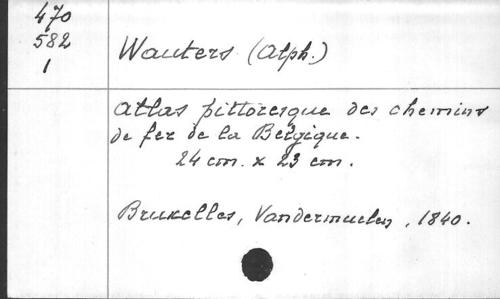 470
582
1
Wauters (Alph.)
Atlas pittoresque des chemins
de fer de la Belgique.
24 cm. x 23 cm.
Bruxelles, Vandermuelen, 1840.